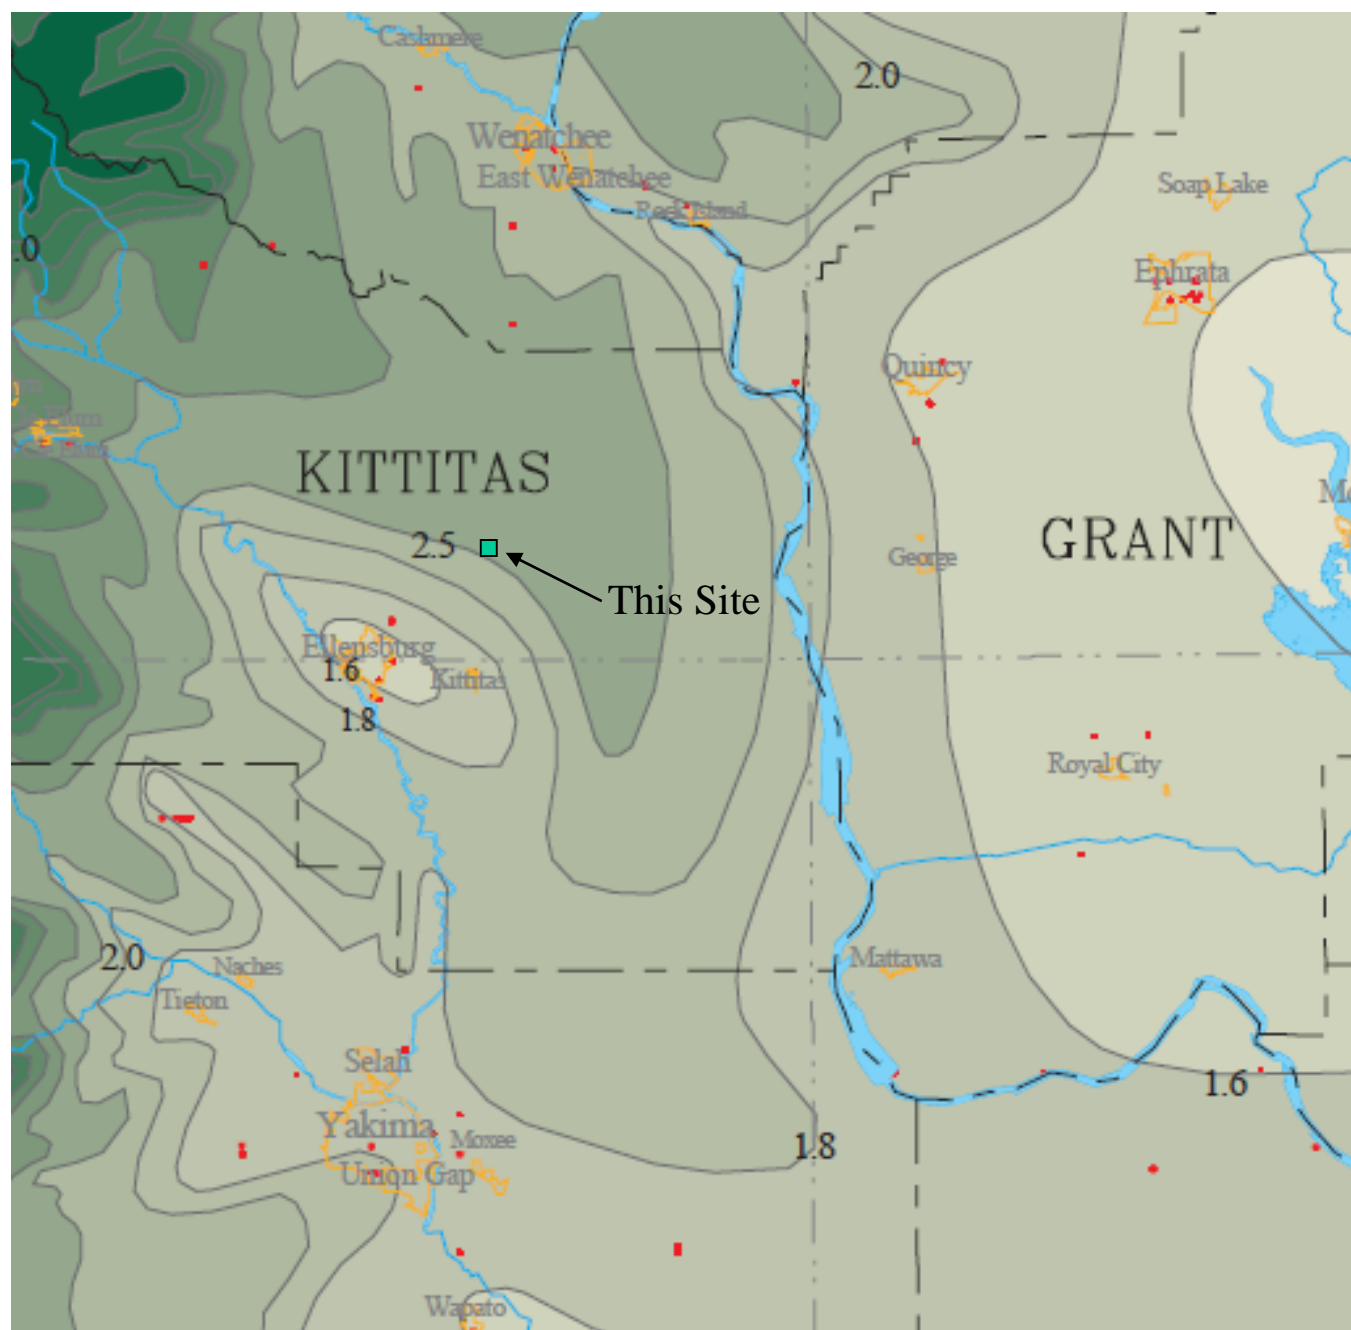 Cashmere
2.0
Wenatchee
East Wenatchee
Soap Lake
Rock Island
.0
Ephrata
Quincy
Elum
KITTITAS
2.5
GRANT
George
This Site
Ellensburg
1.6
Kittitas
1.8
Royal City
2.0
Naches
Mattawa
Tieton
Selah
1.6
Yakima
Moxee
1.8
Union Gap
Wapato